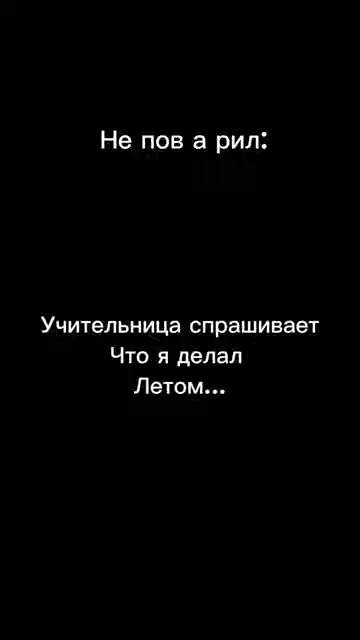 Не пов а рил:
Учительница спрашивает
Что я делал
Летом...